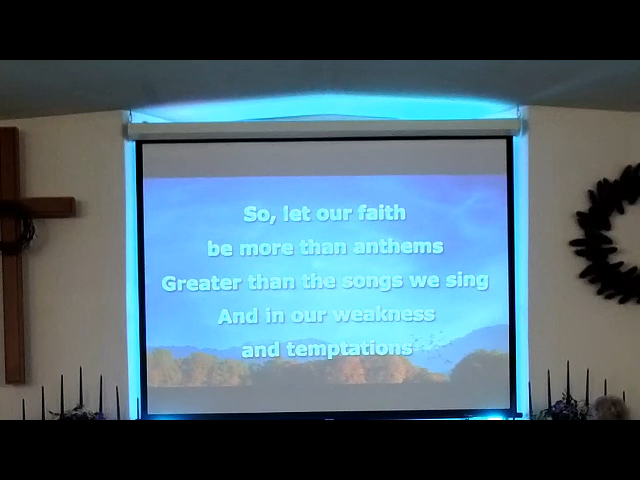 So, let our faith
be more than anthems
Greater than the songs we sing
And in our weakness
and temptations